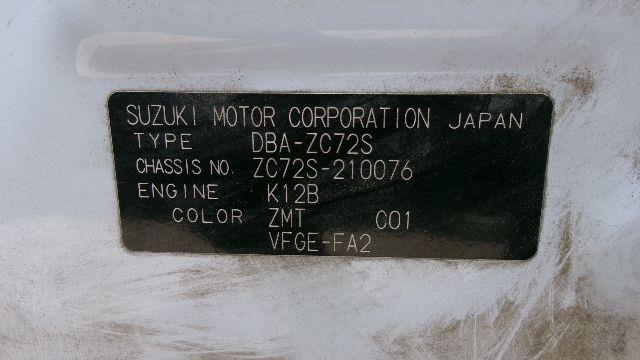 SUZUKI MOTOR CORPORATION JAPAN
TYPE DBA-ZC72S
CHASSIS NO. ZC72S-210076
ENGINE K12B
COLOR ZMT C01
VFGE-FA2